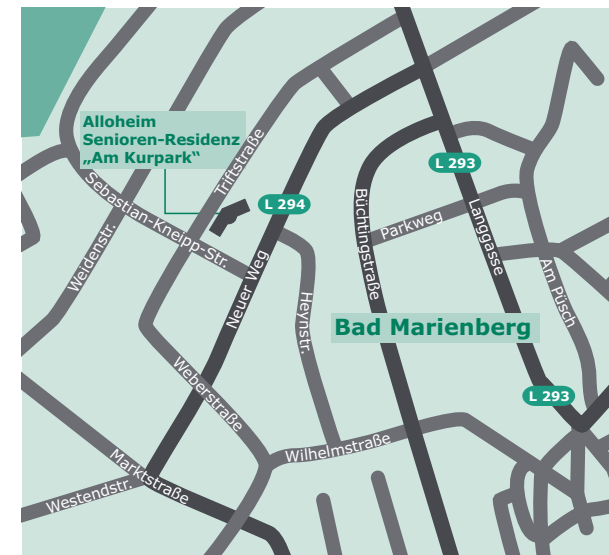 Alloheim
Senioren-Residenz
„Am Kurpark“
Triftstraße
L 293
Sebastian-Kneipp-Str.
L 294
Büchtingstraße
Parkweg
Langgasse
Weidenstr.
Neuer Weg
Heynstr.
Am Püsch
Bad Marienberg
Weberstraße
L 293
Wilhelmstraße
Marktstraße
Westendstr.